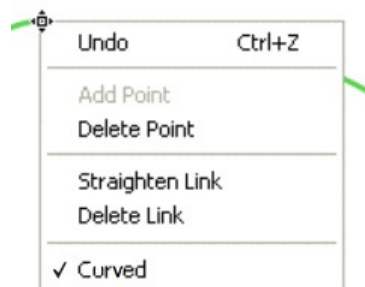 Undo Ctrl+Z
Add Point
Delete Point
Straighten Link
Delete Link
✓ Curved